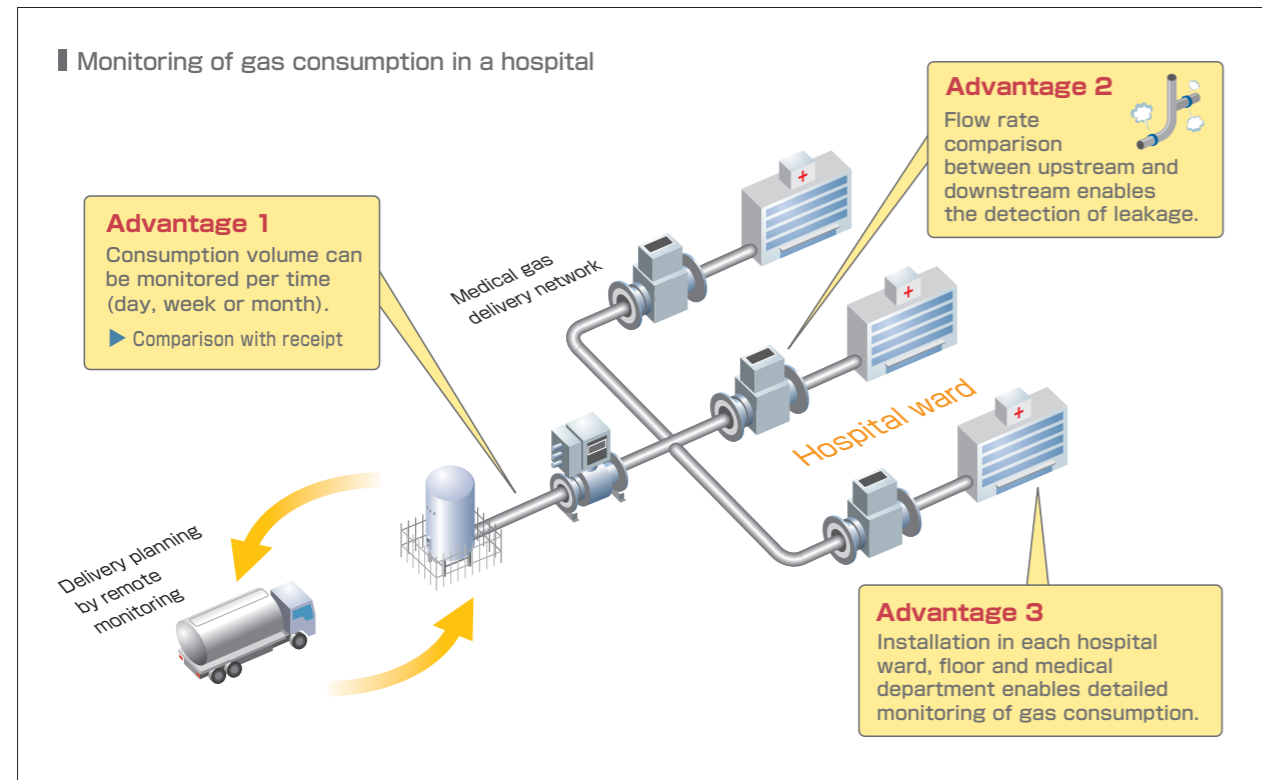 Monitoring of gas consumption in a hospital
Advantage 1
Consumption volume can
be monitored per time
(day, week or month).
▶ Comparison with receipt
Medical gas
delivery network
Advantage 2
Flow rate
comparison
between upstream and
downstream enables
the detection of leakage.
Hospital ward
Delivery planning
by remote
monitoring
Advantage 3
Installation in each hospital
ward, floor and medical
department enables detailed
monitoring of gas consumption.